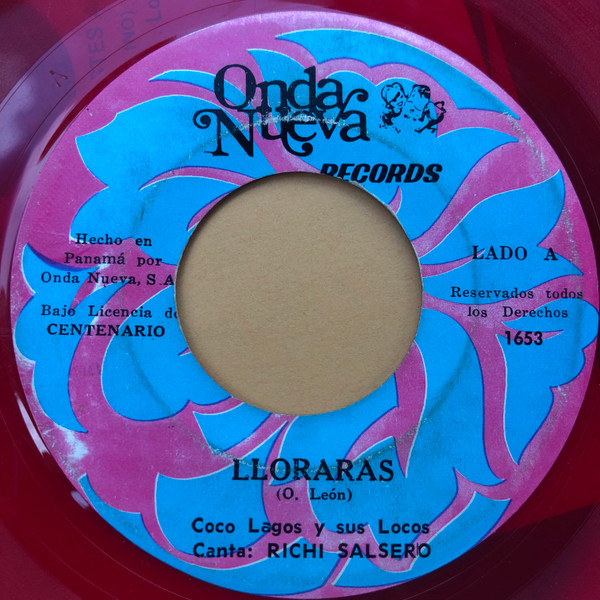 Onda
Nueva
RECORDS
Hecho en
Panamá por
Onda Nueva, S.A
Bajo Licencia de
CENTENARIO
LADO A
Reservados todos
los Derechos
1653
LLORARAS
(O. León)
Coco Lagos y sus Locos
Canta: RICHI SALSERO